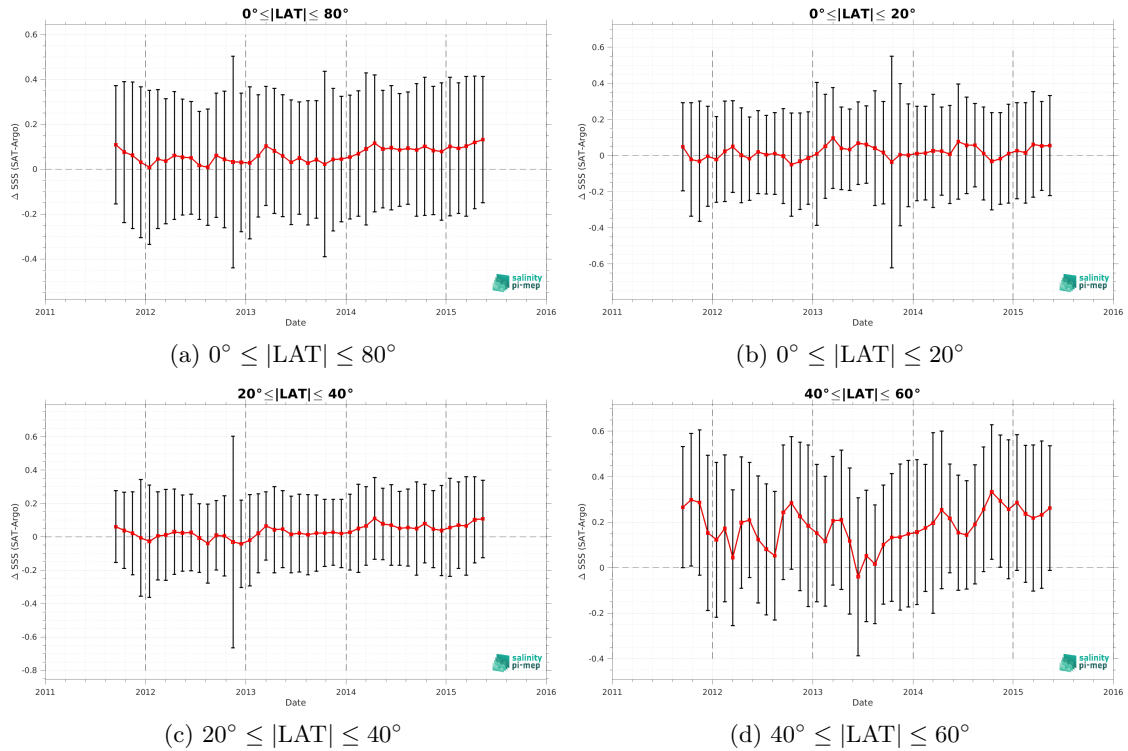 0°≤|LAT|≤ 80°
0.6
0.4
0.2
0
-0.2
-0.4
Δ SSS (SAT-Argo)
2011
2012
2013
2014
2015
2016
Date
salinity
pi-mep
(a) 0° ≤ |LAT| ≤ 80°
0°≤|LAT|≤ 20°
0.6
0.4
0.2
0
-0.2
-0.4
-0.6
Δ SSS (SAT-Argo)
2011
2012
2013
2014
2015
2016
Date
salinity
pi-mep
(b) 0° ≤ |LAT| ≤ 20°
20°≤|LAT|≤ 40°
0.6
0.4
0.2
0
-0.2
-0.4
-0.6
-0.8
Δ SSS (SAT-Argo)
2011
2012
2013
2014
2015
2016
Date
salinity
pi-mep
(c) 20° ≤ |LAT| ≤ 40°
40°≤|LAT|≤ 60°
0.6
0.4
0.2
0
-0.2
-0.4
Δ SSS (SAT-Argo)
2011
2012
2013
2014
2015
2016
Date
salinity
pi-mep
(d) 40° ≤ |LAT| ≤ 60°